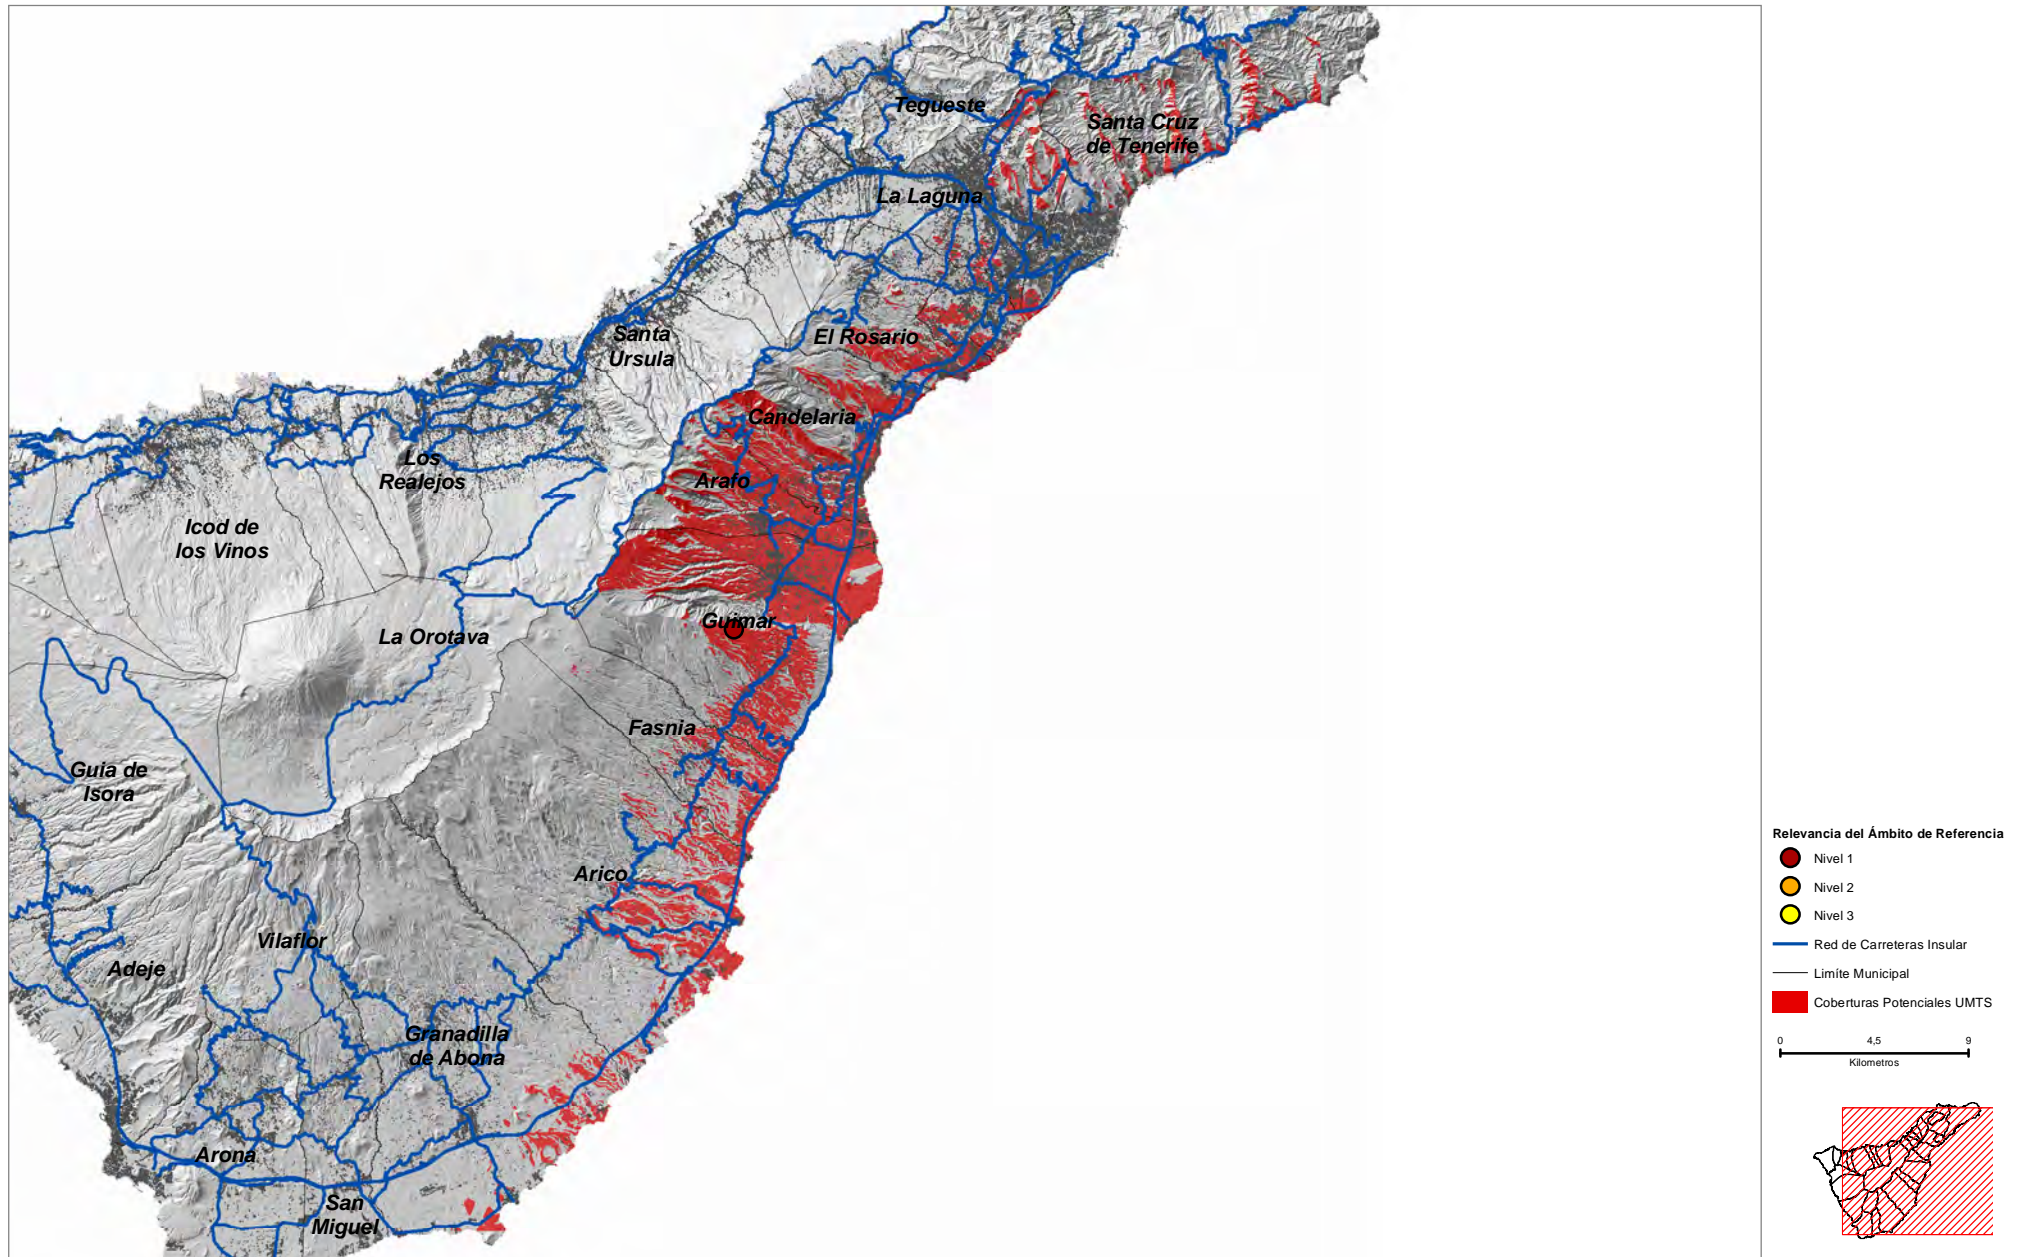 Tegueste
Santa Cruz
de Tenerife
La Laguna
Santa
Ursula
El Rosario
Candelaria
Los
Realejos
Arafo
Icod de
los Vinos
Guimar
La Orotava
Fasnia
Guia de
Isora
Arico
Vilaflor
Adeje
Granadilla
de Abona
Arona
San
Miguel
Relevancia del Ámbito de Referencia
Nivel 1
Nivel 2
Nivel 3
Red de Carreteras Insular
Limíte Municipal
Coberturas Potenciales UMTS
0 4,5 9
Kilometros